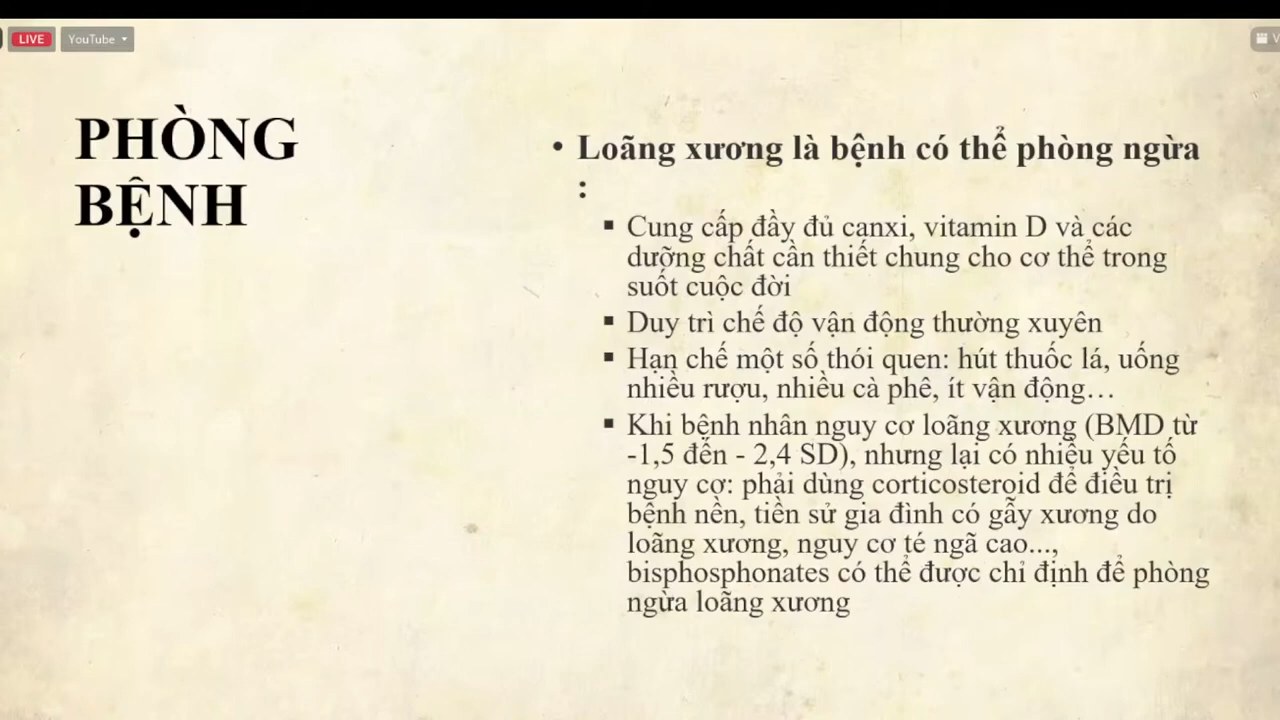 LIVE
YouTube
V
PHÒNG
BỆNH
• Loãng xương là bệnh có thể phòng ngừa
:
▪ Cung cấp đầy đủ canxi, vitamin D và các
dưỡng chất cần thiết chung cho cơ thể trong
suốt cuộc đời
▪ Duy trì chế độ vận động thường xuyên
▪ Hạn chế một số thói quen: hút thuốc lá, uống
nhiều rượu, nhiều cà phê, ít vận động…
▪ Khi bệnh nhân nguy cơ loãng xương (BMD từ
-1,5 đến - 2,4 SD), nhưng lại có nhiều yếu tố
nguy cơ: phải dùng corticosteroid để điều trị
bệnh nền, tiền sử gia đình có gẫy xương do
loãng xương, nguy cơ té ngã cao...,
bisphosphonates có thể được chỉ định để phòng
ngừa loãng xương